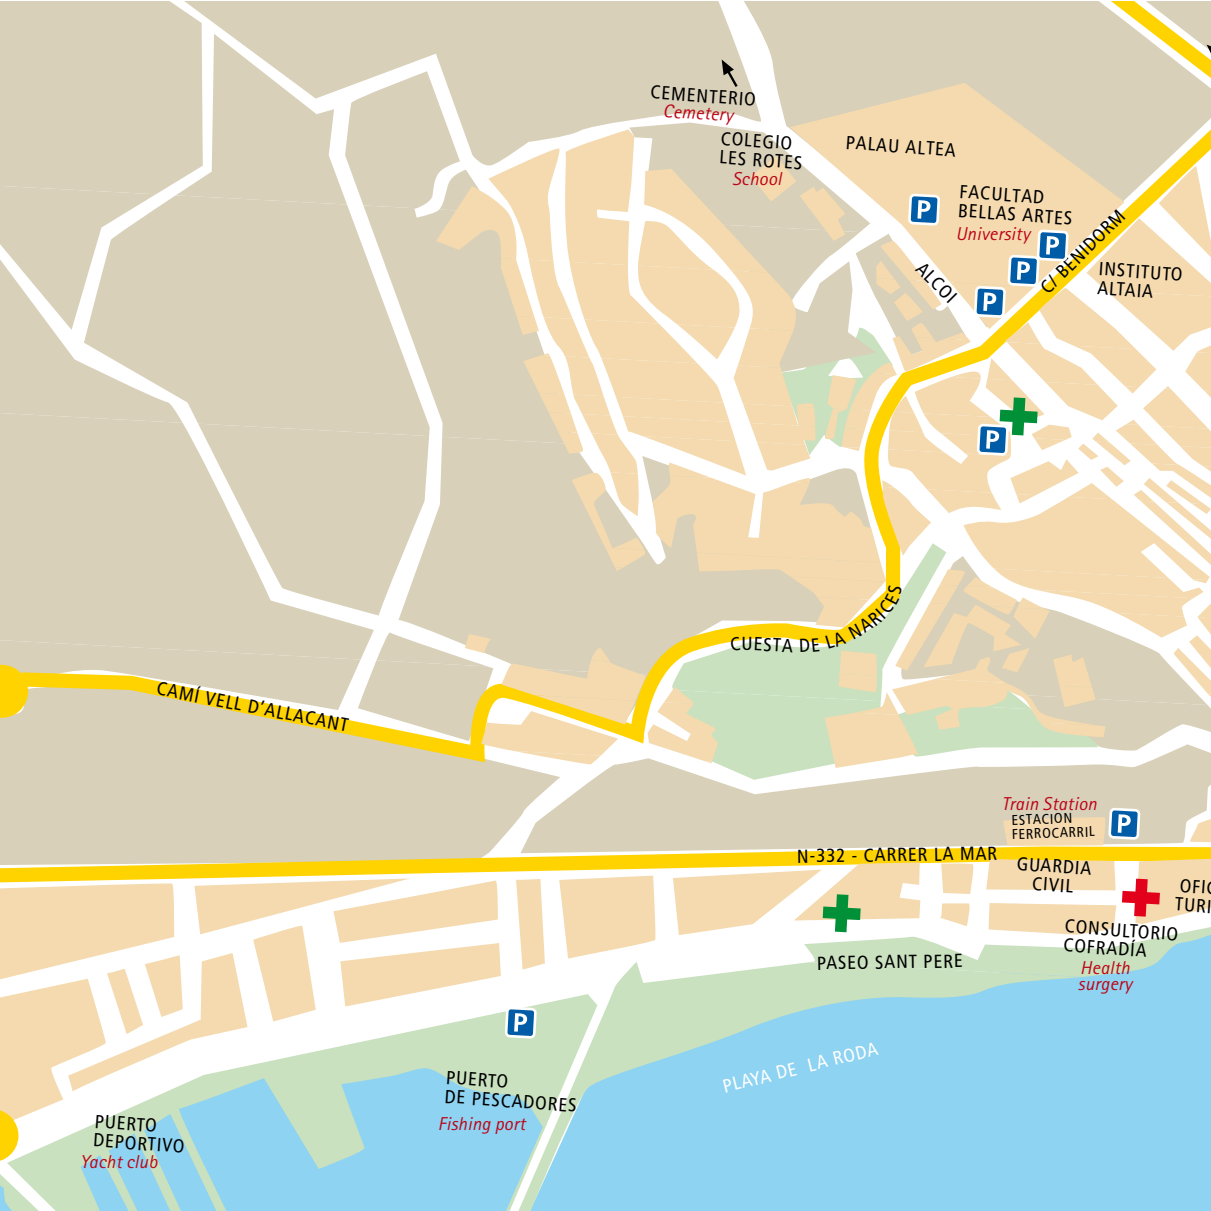 CEMENTERIO
Cemetery
COLEGIO
LES ROTES
School
PALAU ALTEA
P
FACULTAD
BELLAS ARTES
University
P
P
P
C/ BENIDORM
INSTITUTO
ALTAIA
ALCOI
P
CUESTA DE LA NARICES
CAMÍ VELL D'ALLACANT
Train Station
ESTACION
FERROCARRIL
P
N-332 - CARRER LA MAR
GUARDIA
CIVIL
CONSULTORIO
COFRADÍA
Health
surgery
PASEO SANT PERE
P
PUERTO
DE PESCADORES
Fishing port
PLAYA DE LA RODA
PUERTO
DEPORTIVO
Yacht club